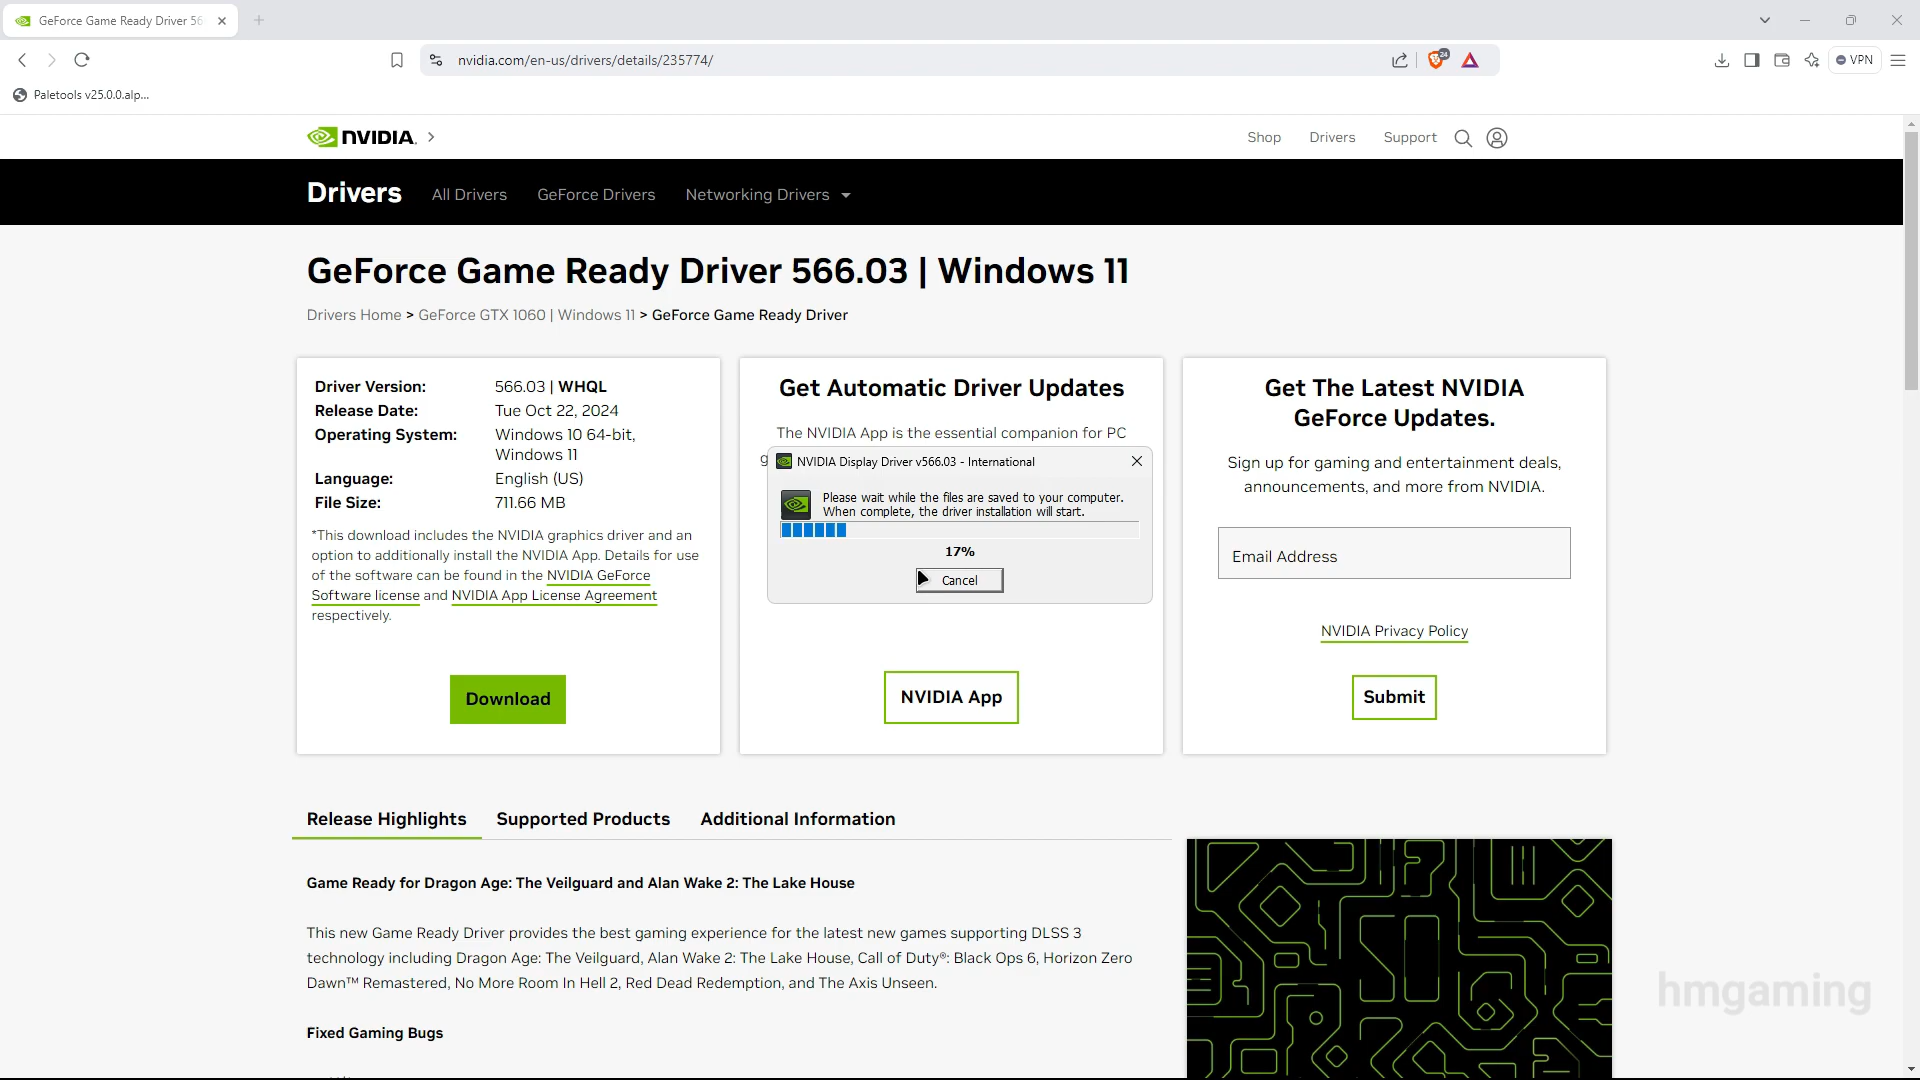 GeForce Game Ready Driver 56
nvidia.com/en-us/drivers/details/235774/
24
VPN
Paletools v25.0.0.alp...
NVIDIA.
Shop
Drivers
Support
Drivers
All Drivers
GeForce Drivers
Networking Drivers
GeForce Game Ready Driver 566.03 | Windows 11
Drivers Home > GeForce GTX 1060 | Windows 11 > GeForce Game Ready Driver
Driver Version: 566.03 | WHQL
Release Date: Tue Oct 22, 2024
Operating System: Windows 10 64-bit,
Windows 11
Language: English (US)
File Size: 711.66 MB
*This download includes the NVIDIA graphics driver and an
option to additionally install the NVIDIA App. Details for use
of the software can be found in the NVIDIA GeForce
Software license and NVIDIA App License Agreement
respectively.
Download
Get Automatic Driver Updates
The NVIDIA App is the essential companion for PC
g
NVIDIA Display Driver v566.03 - International
Please wait while the files are saved to your computer.
When complete, the driver installation will start.
17%
Cancel
NVIDIA App
Get The Latest NVIDIA
GeForce Updates.
Sign up for gaming and entertainment deals,
announcements, and more from NVIDIA.
Email Address
NVIDIA Privacy Policy
Submit
Release Highlights
Supported Products
Additional Information
Game Ready for Dragon Age: The Veilguard and Alan Wake 2: The Lake House
This new Game Ready Driver provides the best gaming experience for the latest new games supporting DLSS 3
technology including Dragon Age: The Veilguard, Alan Wake 2: The Lake House, Call of Duty®: Black Ops 6, Horizon Zero
Dawn™ Remastered, No More Room In Hell 2, Red Dead Redemption, and The Axis Unseen.
Fixed Gaming Bugs
hmgaming